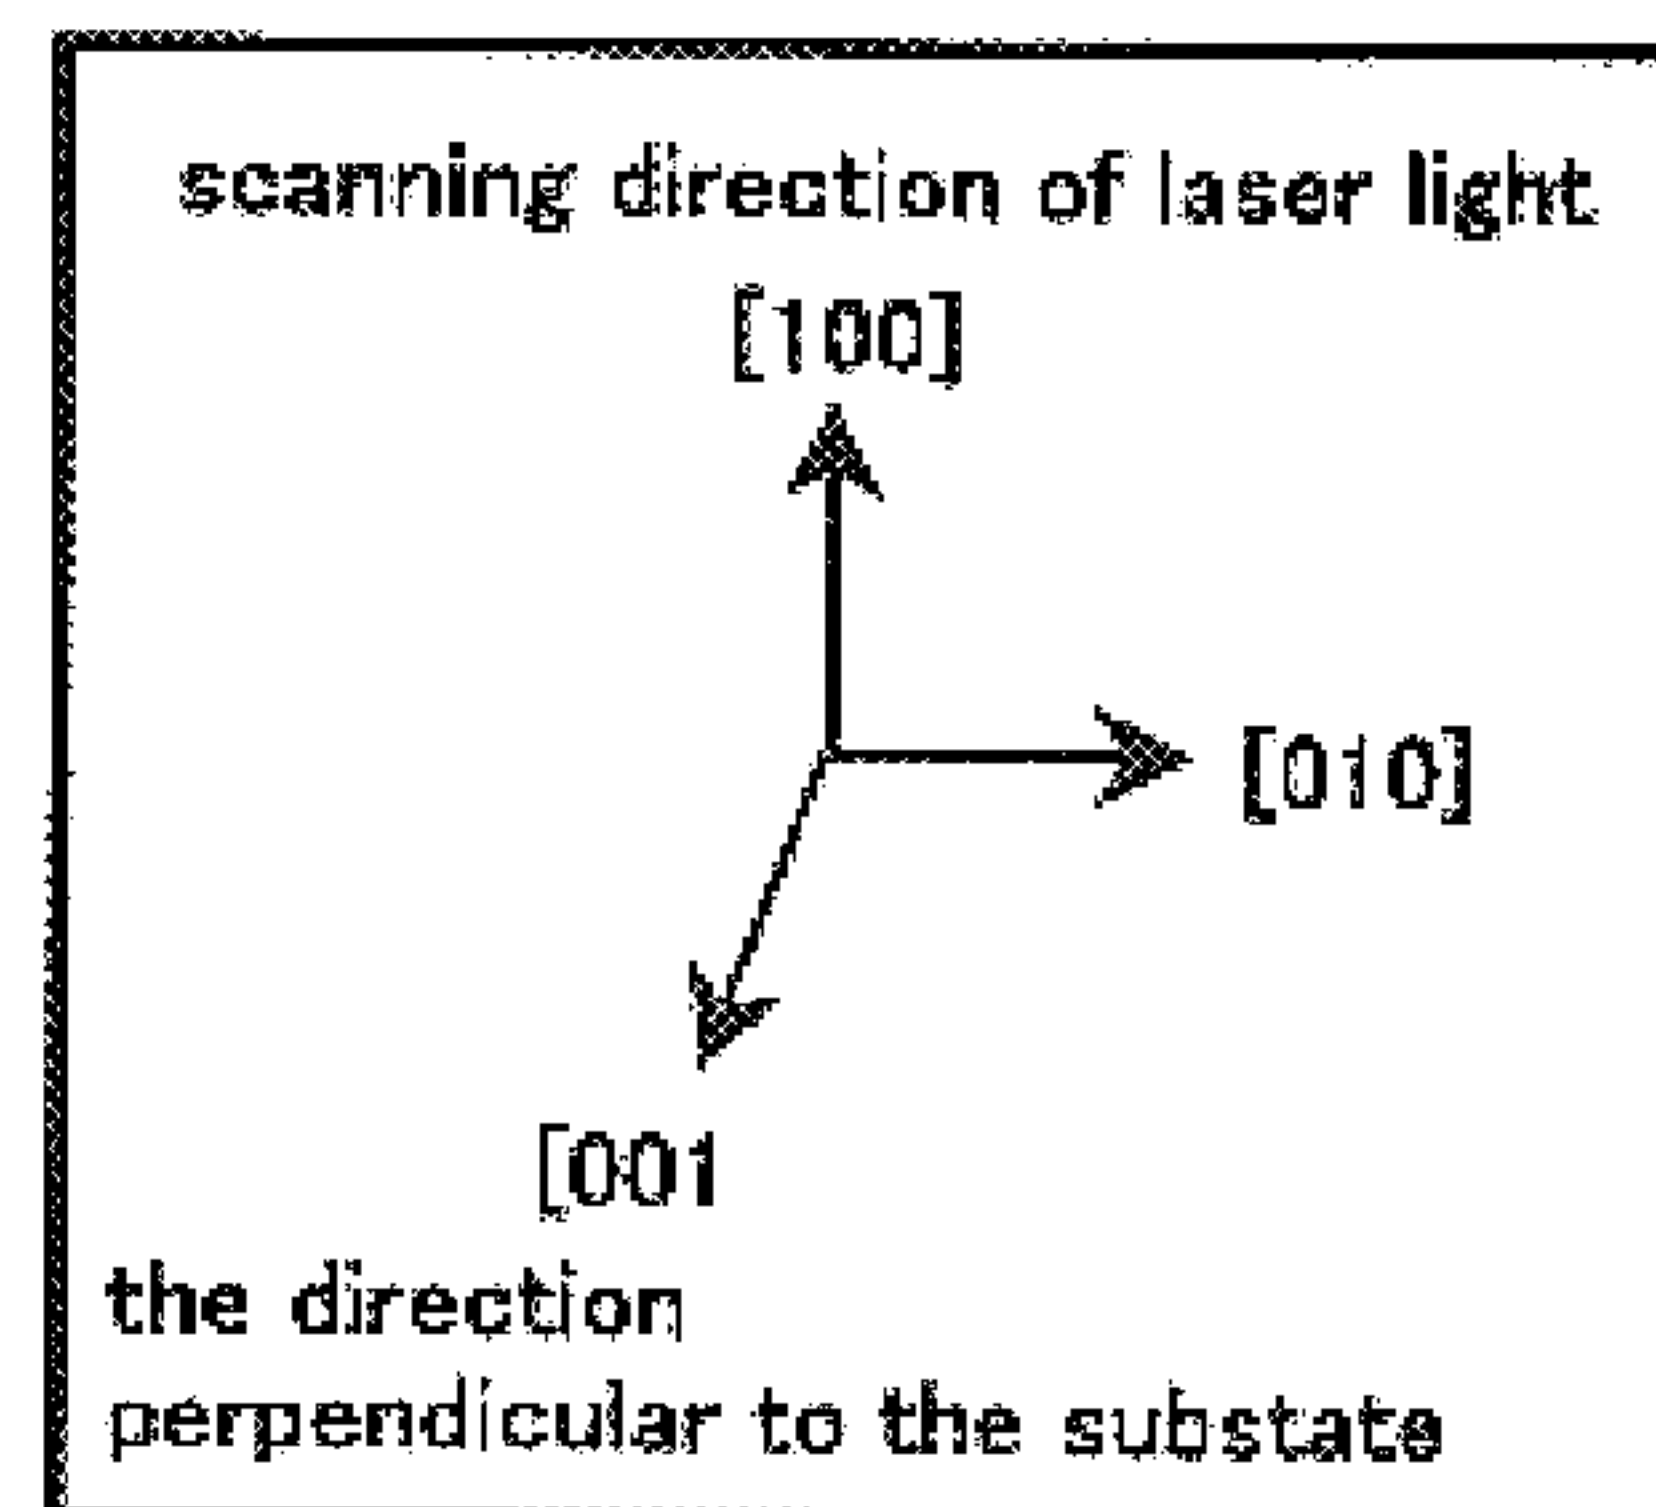 scanning direction of laser light
[100]
[010]
[001
the direction
perpendicular to the substate